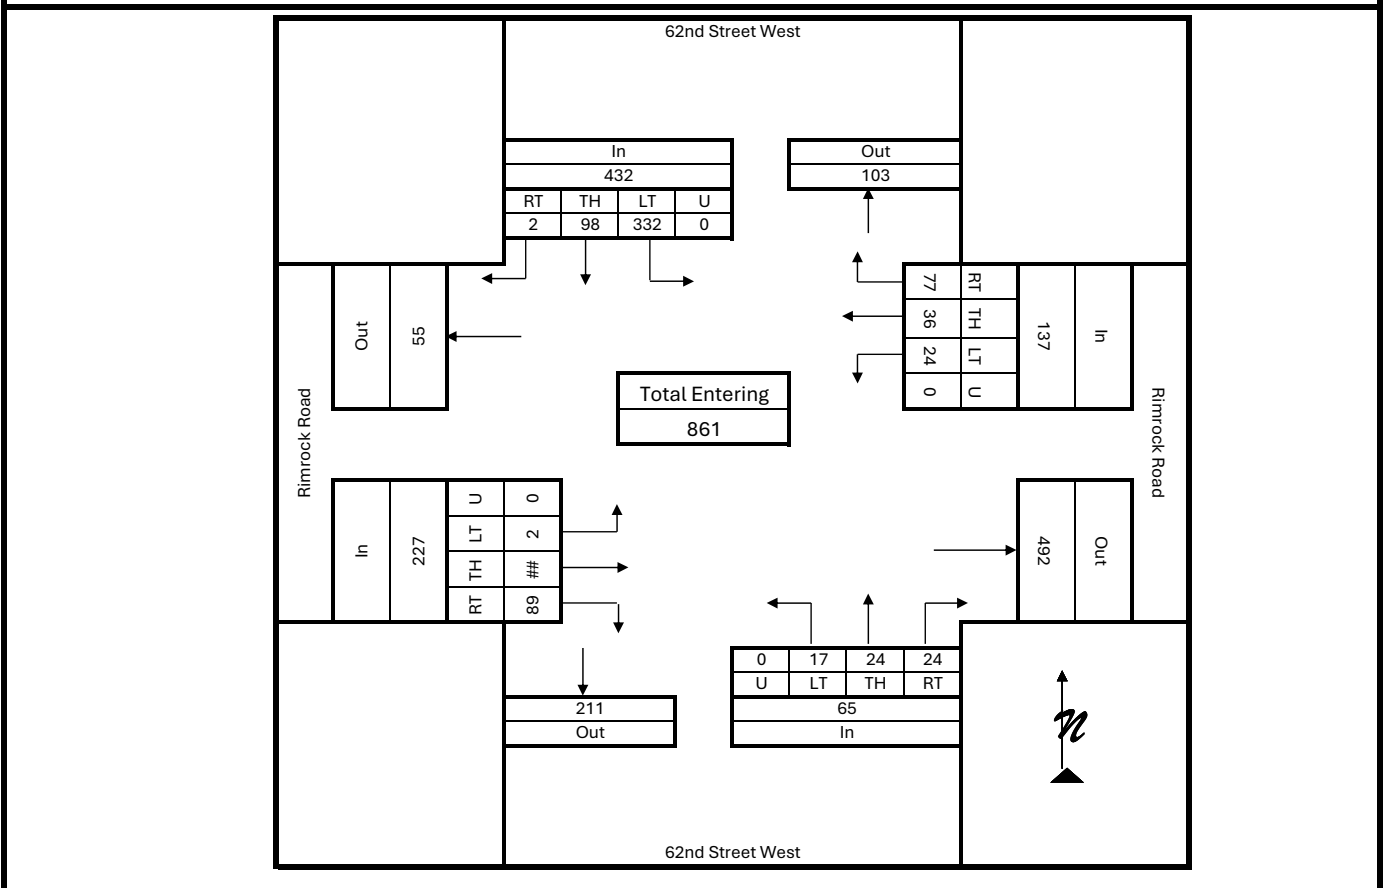 62nd Street West
In
432
RT TH LT U
2 98 332 0
Out
103
Out
55
77 RT
36 TH
24 LT
0 U
137
In
Total Entering
861
Rimrock Road
Rimrock Road
In
227
U 0
LT 2
TH ##
RT 89
492
Out
0 17 24 24
U LT TH RT
65
In
211
Out
N
62nd Street West